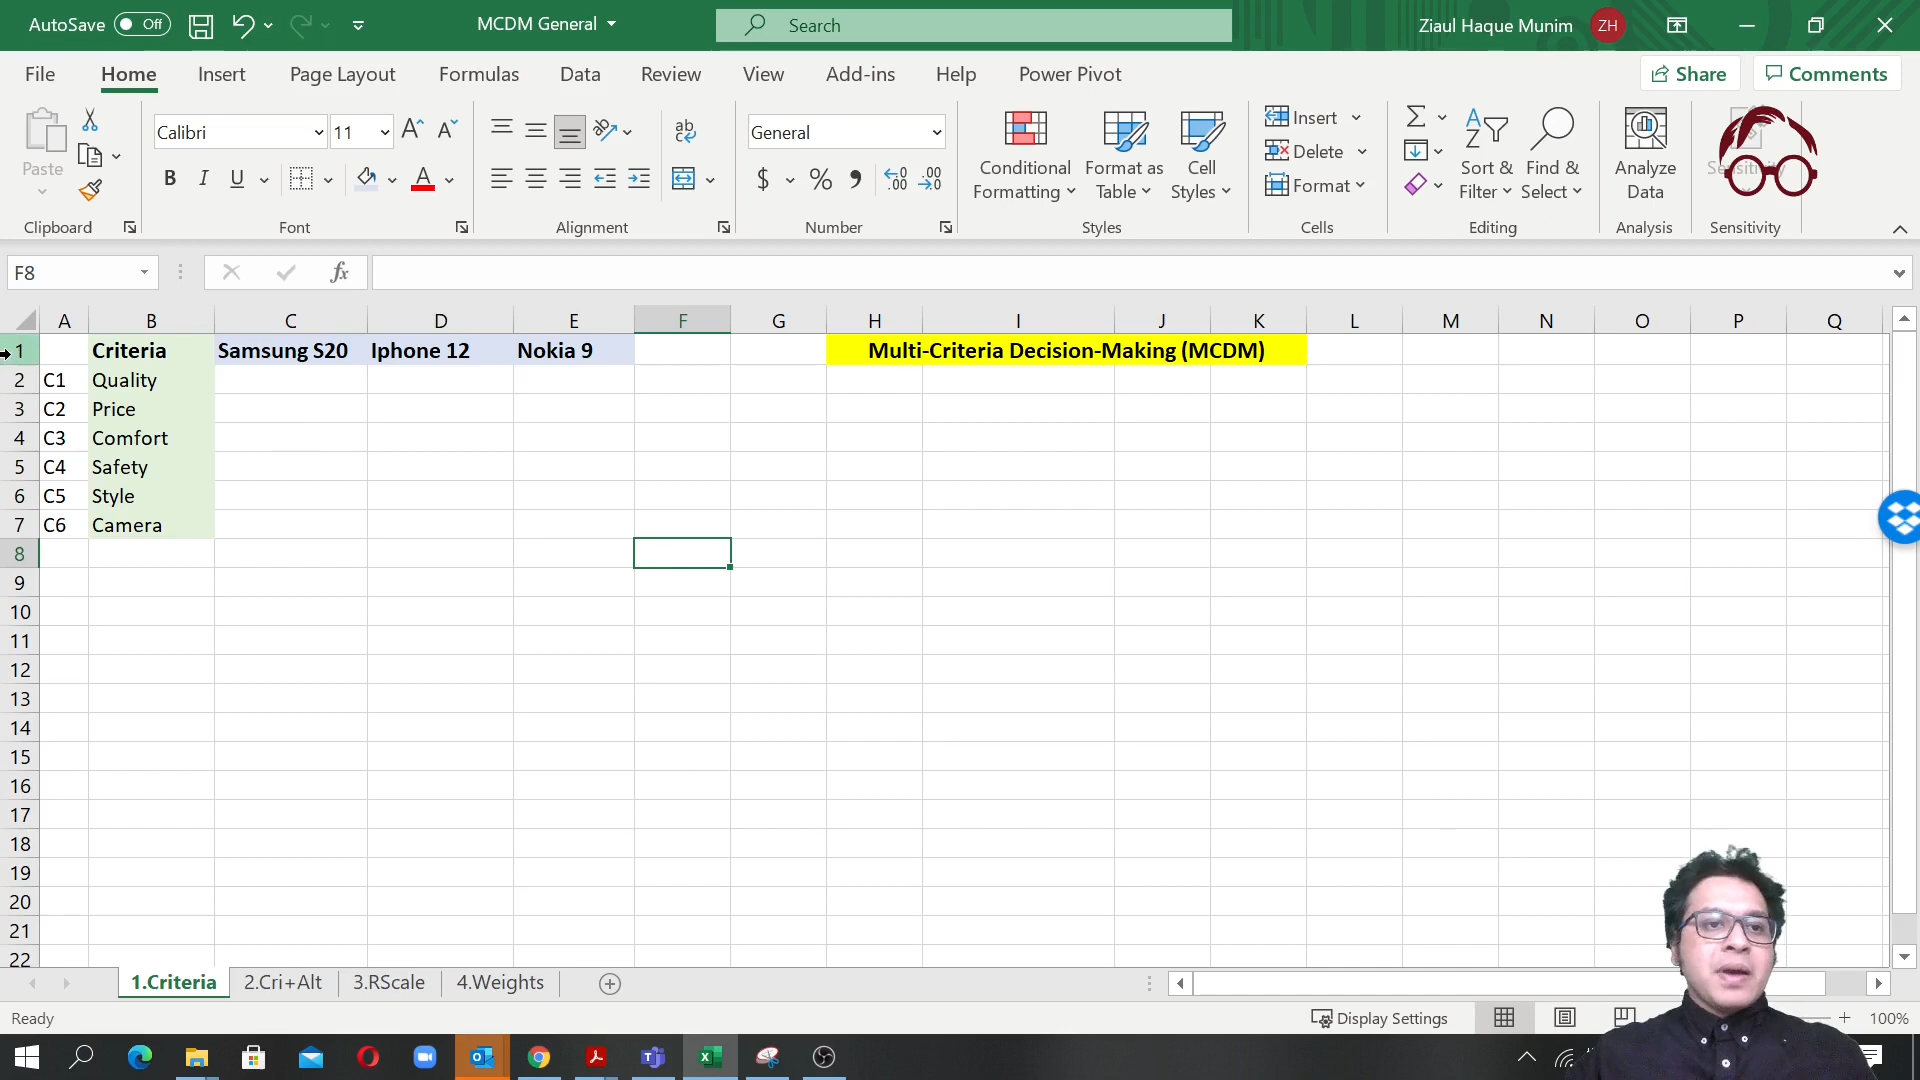 AutoSave Off MCDM General Search Ziaul Haque Munim ZH
File Home Insert Page Layout Formulas Data Review View Add-ins Help Power Pivot Share Comments
Paste
Calibri 11
B I U
General
$ % 9
Conditional Formatting
Format as Table
Cell Styles
Insert
Delete
Format
Sort & Filter
Find & Select
Analyze Data
Sensitivity
Clipboard Font Alignment Number Styles Cells Editing Analysis Sensitivity
F8 fx
A B C D E F G H I J K L M N O P Q
1 Criteria Samsung S20 Iphone 12 Nokia 9 Multi-Criteria Decision-Making (MCDM)
2 C1 Quality
3 C2 Price
4 C3 Comfort
5 C4 Safety
6 C5 Style
7 C6 Camera
8
9
10
11
12
13
14
15
16
17
18
19
20
21
22
1.Criteria 2.Cri+Alt 3.RScale 4.Weights
Ready Display Settings 100%